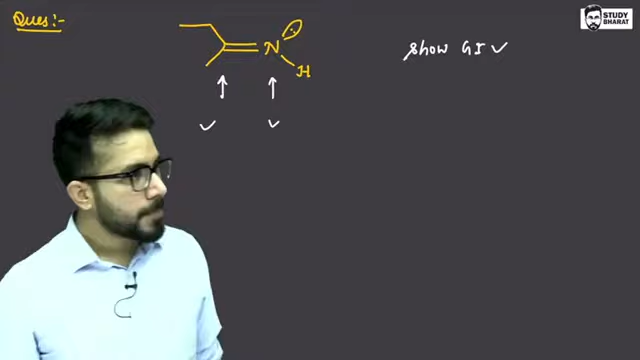 Ques:-
STUDY
BHARAT
N
H
show GI ✓